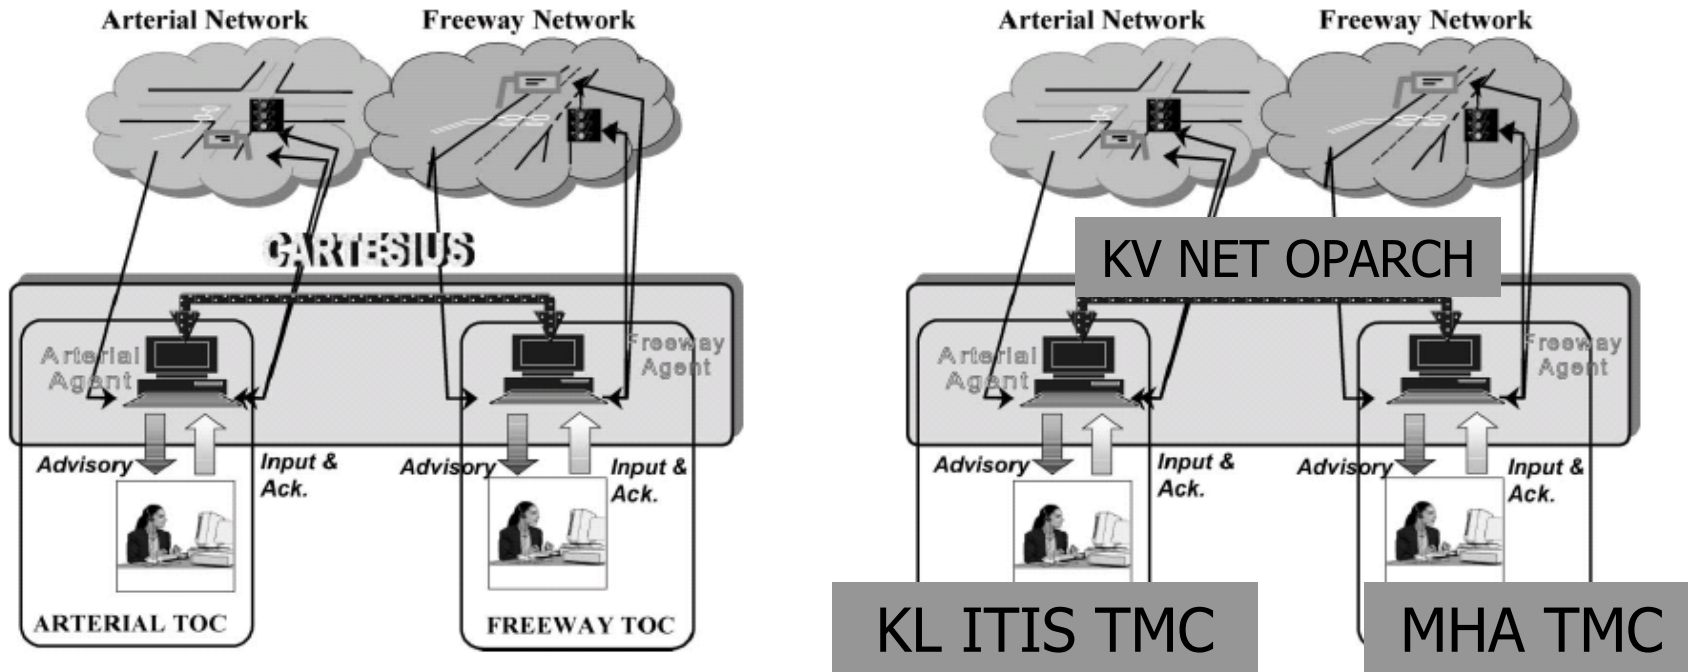 Arterial Network
Freeway Network
CARTESIUS
Arterial
Agent
Freeway
Agent
Advisory
Input &
Ack.
Advisory
Input &
Ack.
ARTERIAL TOC
FREEWAY TOC
Arterial Network
Freeway Network
KV NET OPARCH
Arterial
Agent
Freeway
Agent
Advisory
Input &
Ack.
Advisory
Input &
Ack.
KL ITIS TMC
MHA TMC